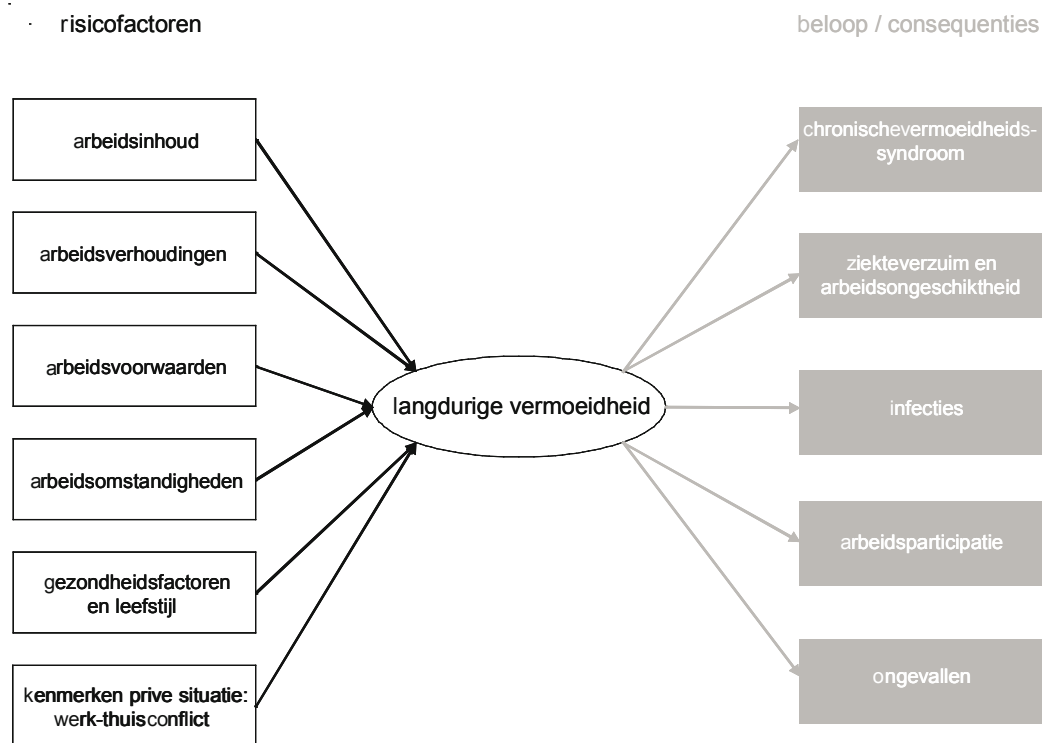 risicofactoren
beloop / consequenties
arbeidsinhoud
arbeidsverhoudingen
arbeidsvoorwaarden
arbeidsomstandigheden
gezondheidsfactoren
en leefstijl
kenmerken prive situatie:
werk-thuisconflict
langdurige vermoeidheid
chronischevermoeidheids-
syndroom
ziekteverzuim en
arbeidsongeschiktheid
infecties
arbeidsparticipatie
ongevallen